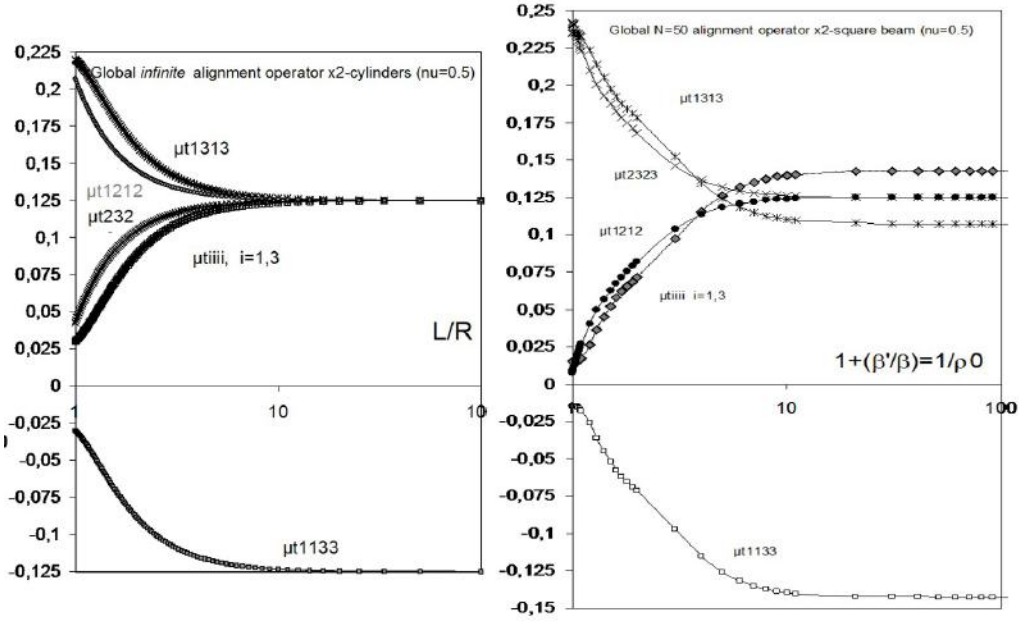 0,225
0,2
0,175
0,15
0,125
0,1
0,075
0,05
0,025
0
-0,025
-0,05
-0,075
-0,1
-0,125
Global infinite alignment operator x2-cylinders (nu=0.5)
µt1313
µt1212
µt232
µtiiii, i=1,3
L/R
1
10
10
µt1133
0,25
0,225
0,2
0,175
0,15
0,125
0,1
0,075
0,05
0,025
0
-0,025
-0,05
-0,075
-0,1
-0,125
-0,15
Global N=50 alignment operator x2-square beam (nu=0.5)
µt1313
µt2323
µt1212
µtiiii i=1,3
1+(β'/β)=1/ρ0
1
10
100
µt1133